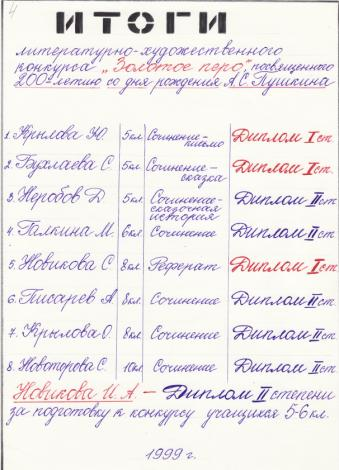 4
ИТОГИ
литературно-художественного
конкурса „Золотое перо", посвященного
200-летию со дня рождения А.С. Пушкина
1. Крылова Ю. 5кл Сочинение-письмо Диплом I ст.
2. Бухлаева С. 5кл Сочинение-сказка Диплом I ст.
3. Неробов Д 5кл Сочинение-сказочная история Диплом II ст
4. Галкина М. 6кл Сочинение Диплом II ст
5. Новикова С. 8кл Реферат Диплом I ст.
6. Писарев А 8кл Сочинение Диплом II ст
7. Крылова О. 8кл Сочинение Диплом II ст.
8. Новоторова С. 10кл Сочинение Диплом II ст.
Новикова И.А. – Диплом II степени
за подготовку к конкурсу учащихся 5-6 кл.
1999 г.